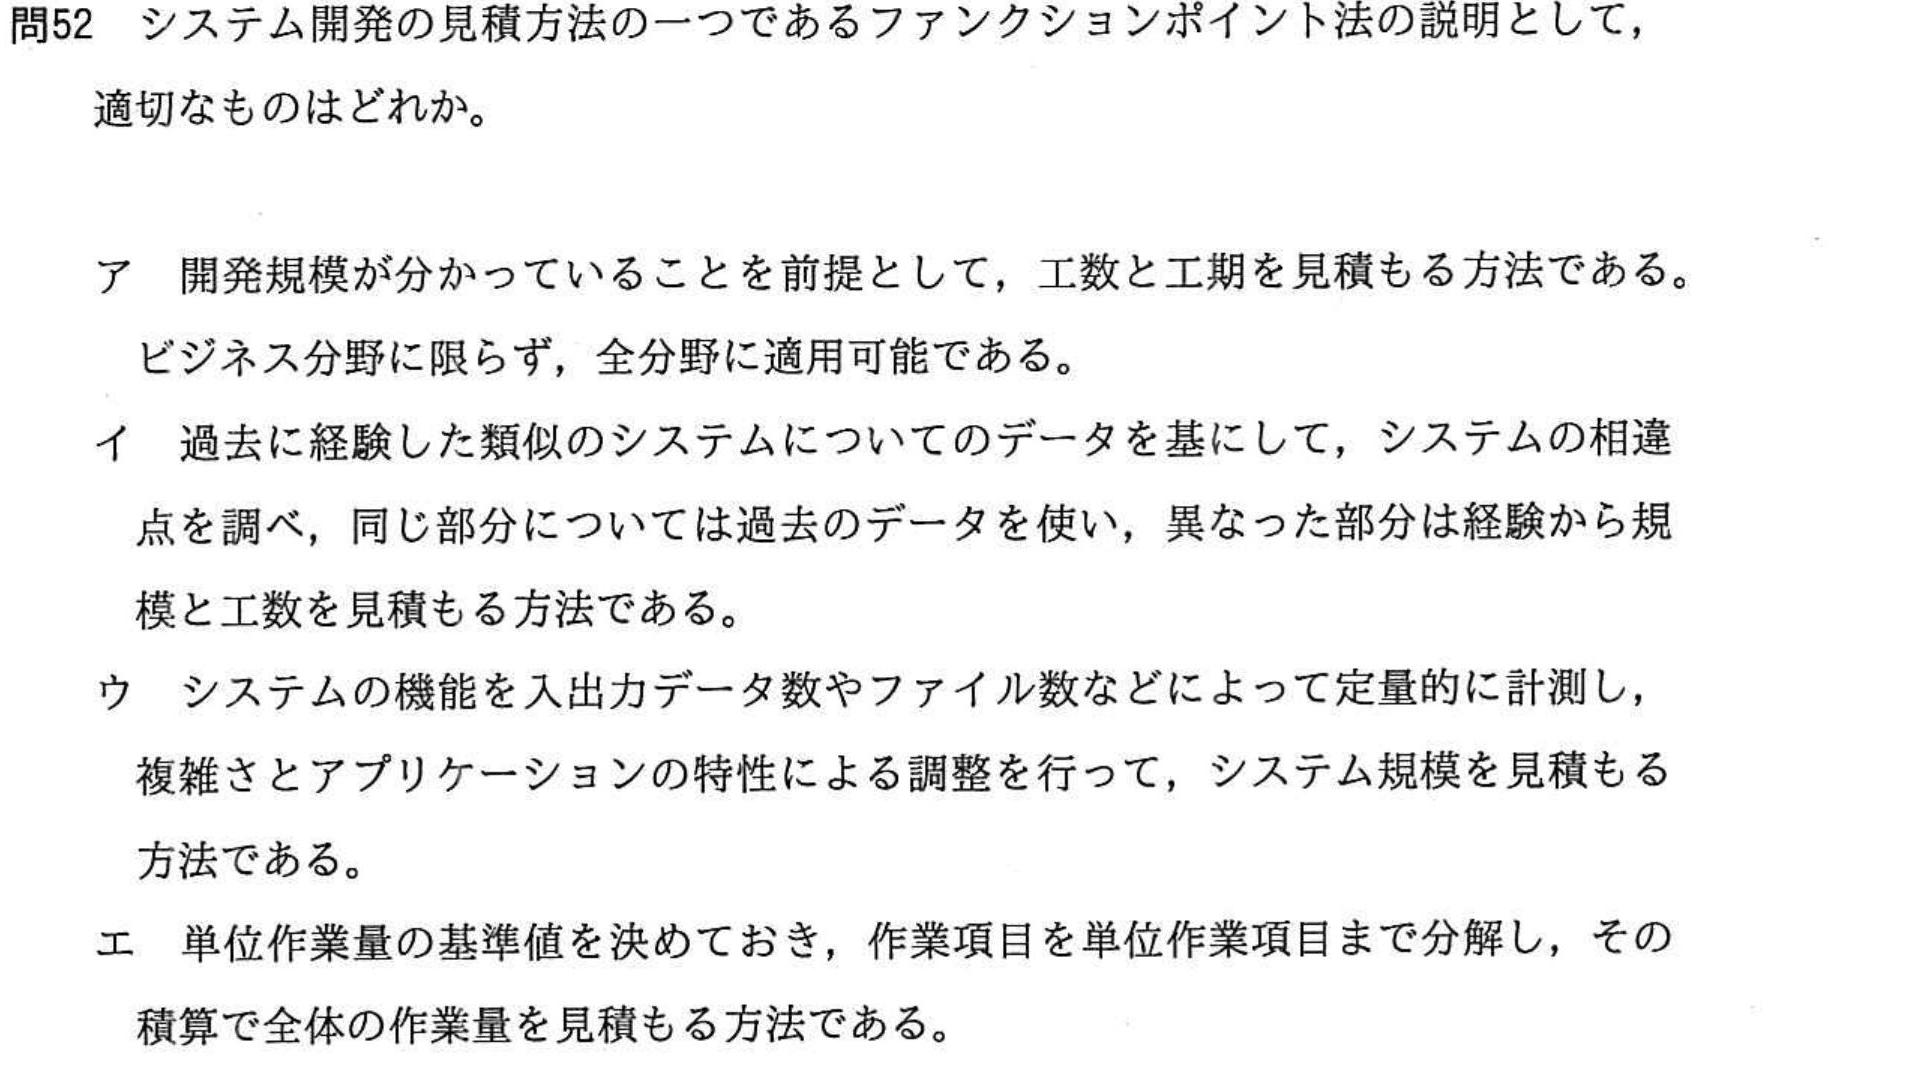 問52　システム開発の見積方法の一つであるファンクションポイント法の説明として，
適切なものはどれか。
ア　開発規模が分かっていることを前提として，工数と工期を見積もる方法である。
ビジネス分野に限らず，全分野に適用可能である。
イ　過去に経験した類似のシステムについてのデータを基にして，システムの相違
点を調べ，同じ部分については過去のデータを使い，異なった部分は経験から規
模と工数を見積もる方法である。
ウ　システムの機能を入出力データ数やファイル数などによって定量的に計測し，
複雑さとアプリケーションの特性による調整を行って，システム規模を見積もる
方法である。
エ　単位作業量の基準値を決めておき，作業項目を単位作業項目まで分解し，その
積算で全体の作業量を見積もる方法である。